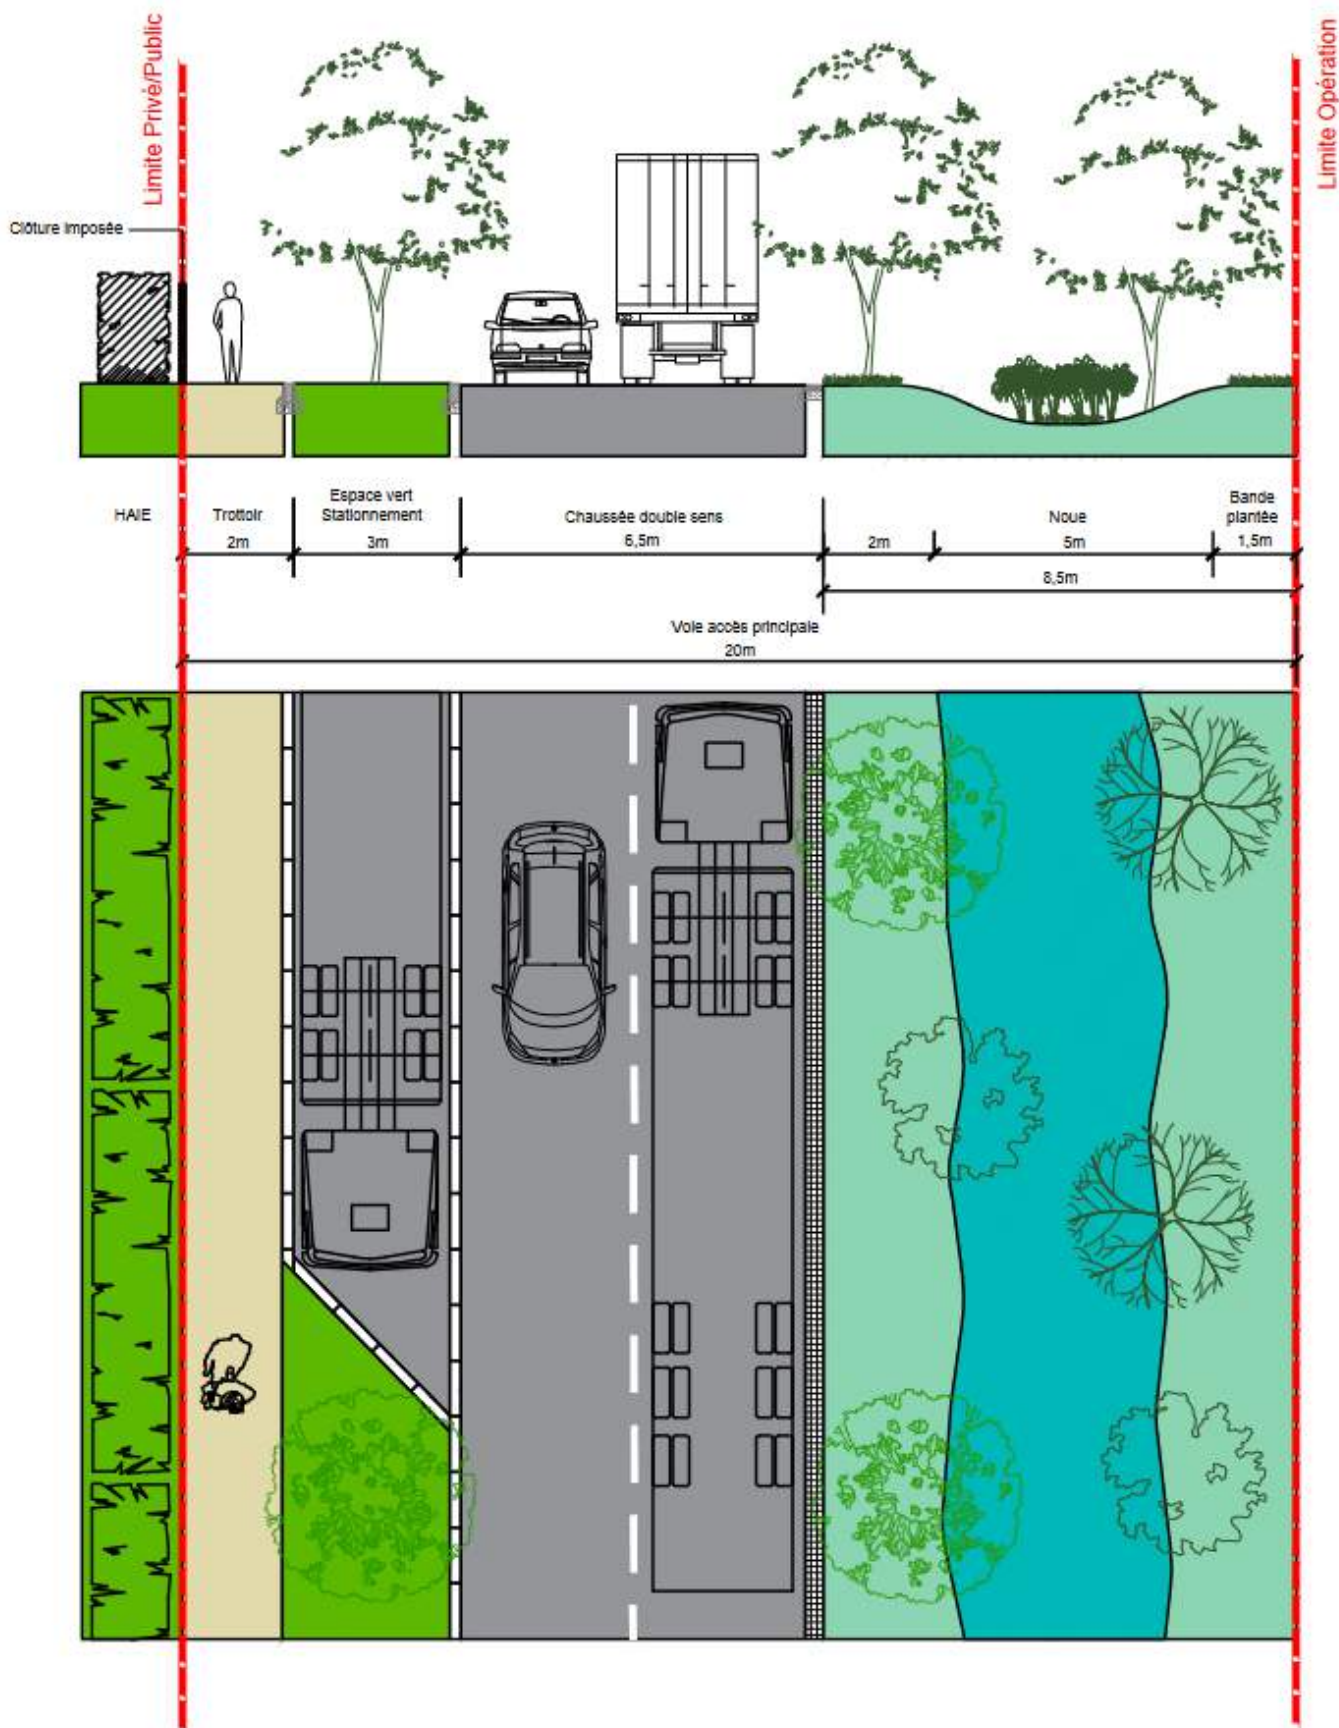 Limite Privé/Public
Limite Opération
Clôture Imposée
HAIE
Trottoir
2m
Espace vert
Stationnement
3m
Chaussée double sens
6,5m
2m
Noue
5m
Bande
plantée
1,5m
8,5m
Voie accès principale
20m